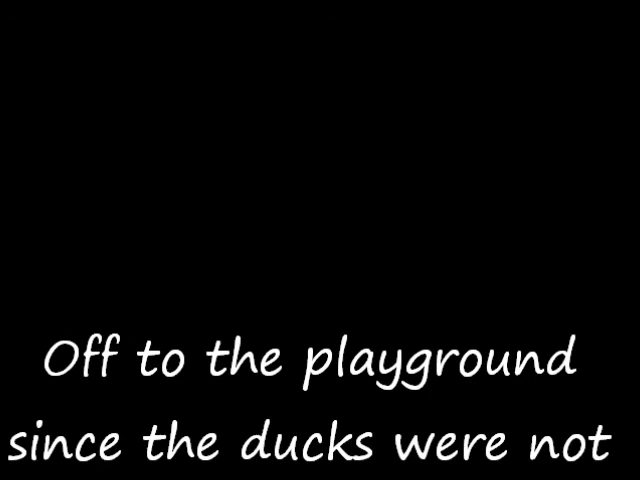 Off to the playground
since the ducks were not